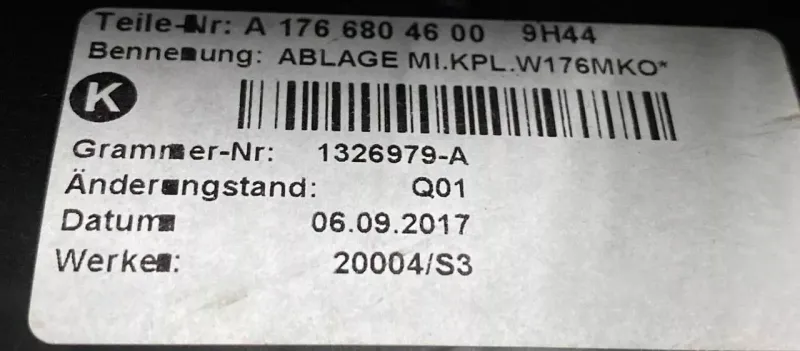 Teile-Nr: A 176 680 46 00 9H44
Bennenung: ABLAGE MI.KPL.W176MKO*
K
Grammer-Nr: 1326979-A
Änderungstand: Q01
Datum: 06.09.2017
Werker: 20004/S3